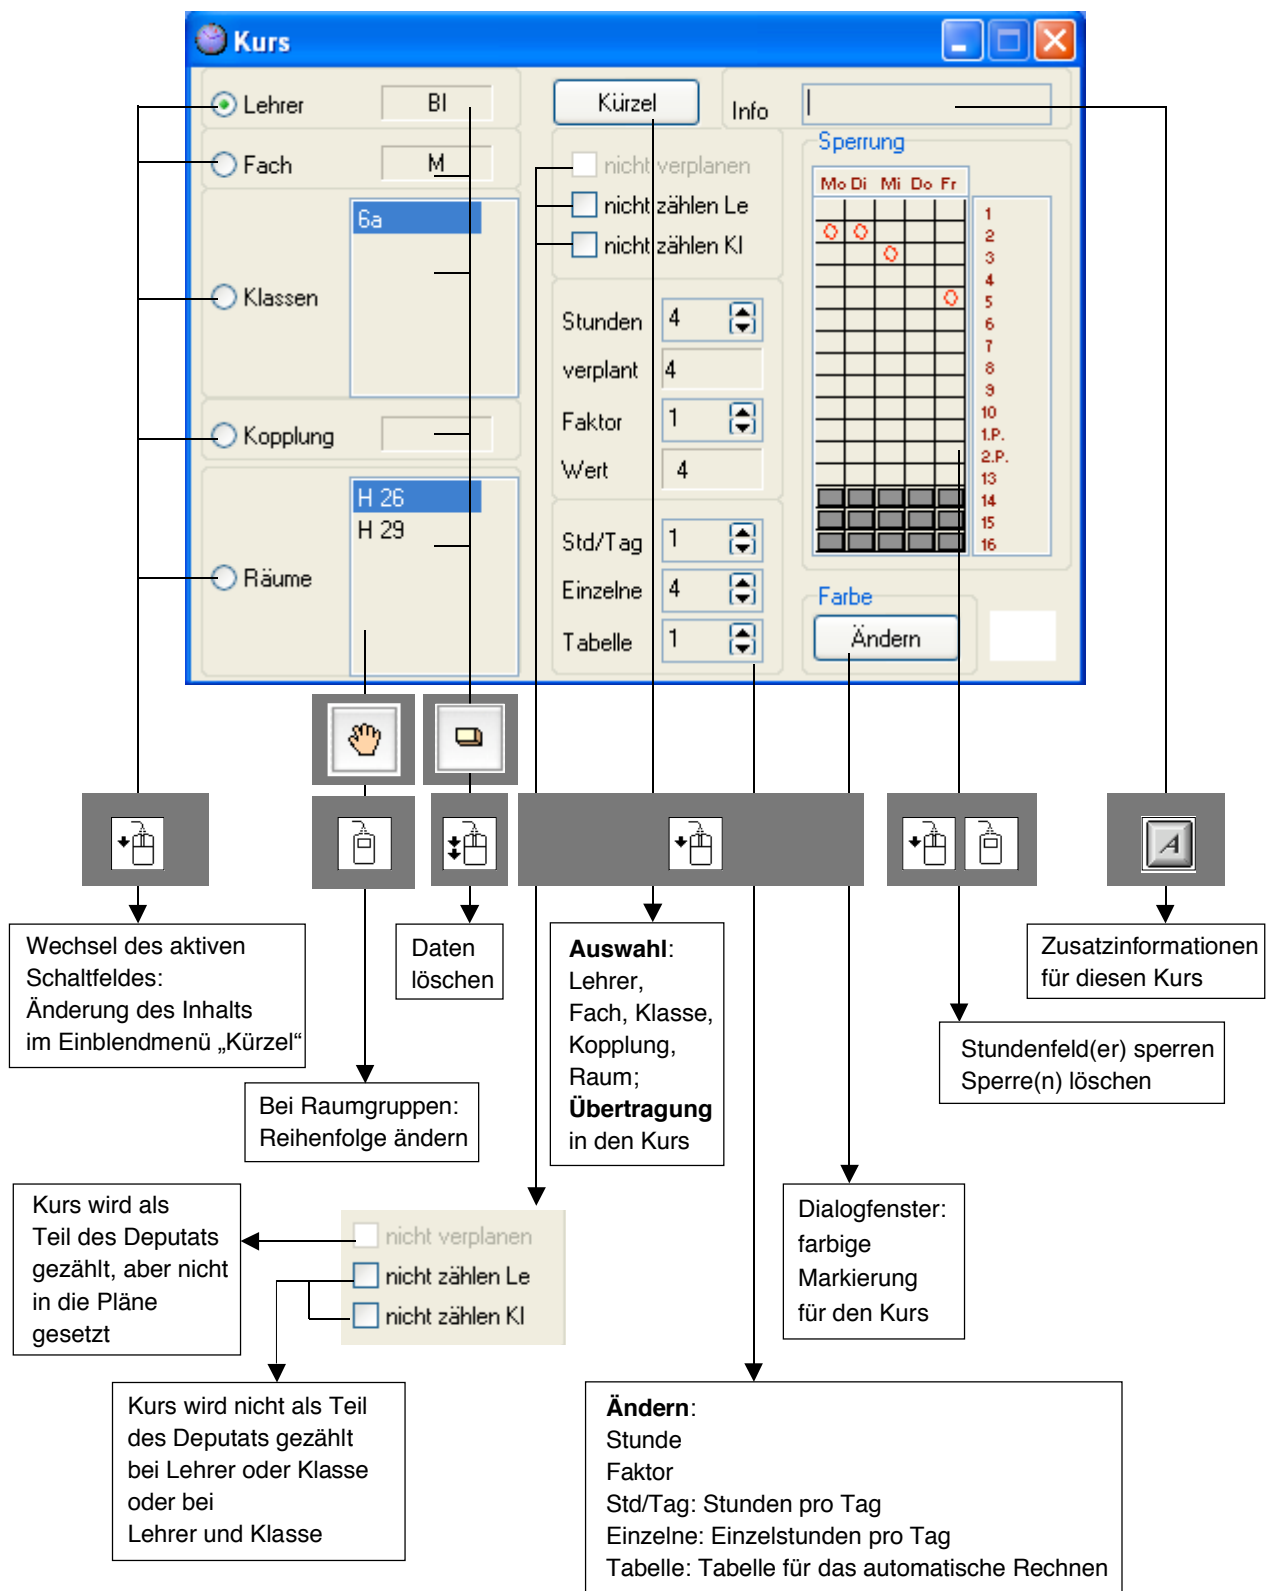 Kurs
Lehrer
Bl
Kürzel
Info
Fach
M
nicht verplanen
nicht zählen Le
nicht zählen Kl
Klassen
6a
Stunden 4
verplant 4
Faktor 1
Wert 4
Kopplung
Räume
H 26
H 29
Std/Tag 1
Einzelne 4
Tabelle 1
Sperrung
Mo Di Mi Do Fr
1
2
3
4
5
6
7
8
9
10
1.P.
2.P.
13
14
15
16
Farbe
Ändern
A
Wechsel des aktiven
Schaltfeldes:
Änderung des Inhalts
im Einblendmenü „Kürzel“
Bei Raumgruppen:
Reihenfolge ändern
Daten
löschen
Auswahl:
Lehrer,
Fach, Klasse,
Kopplung,
Raum;
Übertragung
in den Kurs
Zusatzinformationen
für diesen Kurs
Stundenfeld(er) sperren
Sperre(n) löschen
Dialogfenster:
farbige
Markierung
für den Kurs
Kurs wird als
Teil des Deputats
gezählt, aber nicht
in die Pläne
gesetzt
nicht verplanen
nicht zählen Le
nicht zählen Kl
Kurs wird nicht als Teil
des Deputats gezählt
bei Lehrer oder Klasse
oder bei
Lehrer und Klasse
Ändern:
Stunde
Faktor
Std/Tag: Stunden pro Tag
Einzelne: Einzelstunden pro Tag
Tabelle: Tabelle für das automatische Rechnen